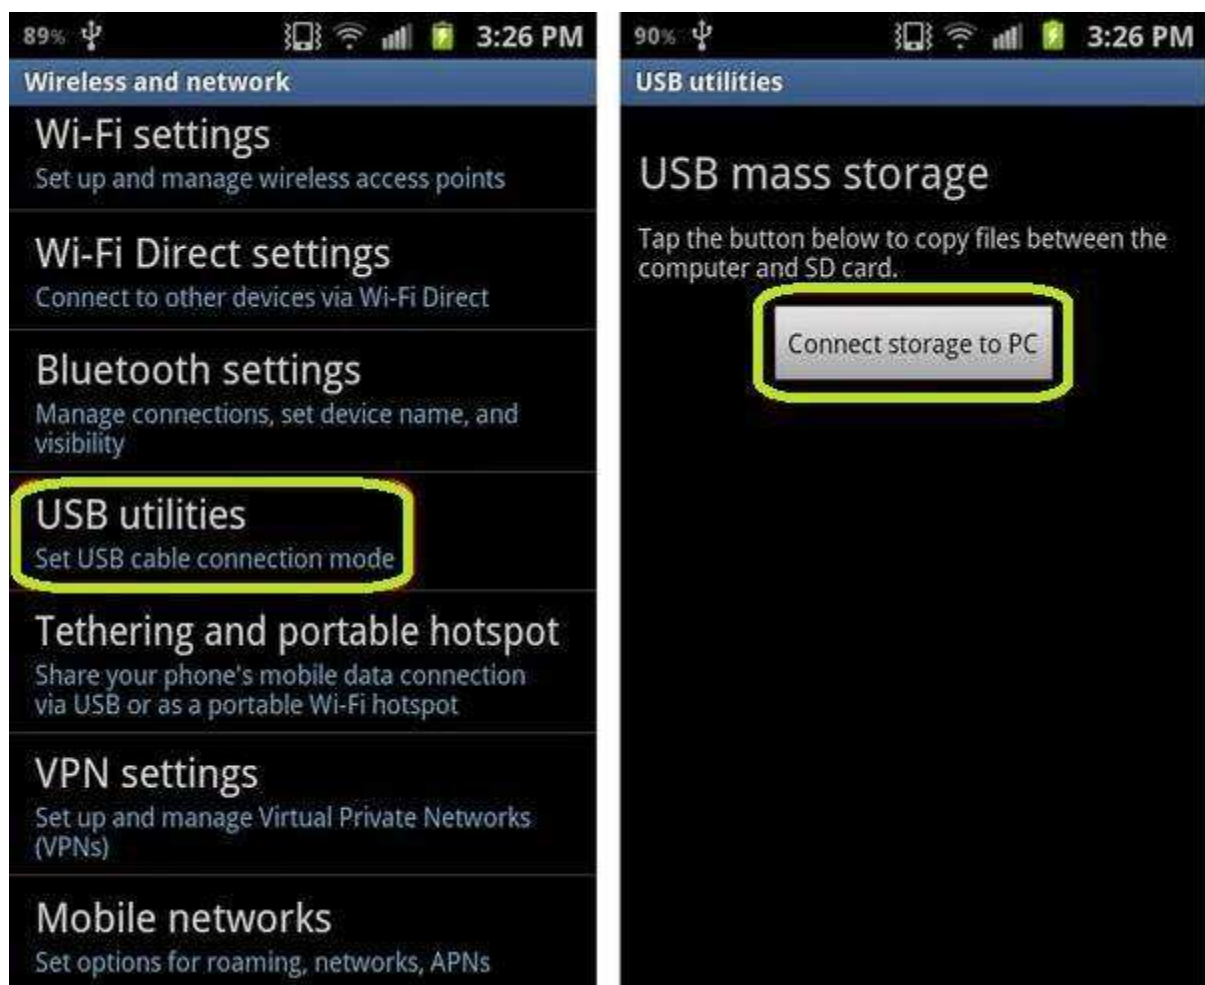 89% 3:26 PM
Wireless and network
Wi-Fi settings
Set up and manage wireless access points
Wi-Fi Direct settings
Connect to other devices via Wi-Fi Direct
Bluetooth settings
Manage connections, set device name, and
visibility
USB utilities
Set USB cable connection mode
Tethering and portable hotspot
Share your phone's mobile data connection
via USB or as a portable Wi-Fi hotspot
VPN settings
Set up and manage Virtual Private Networks
(VPNs)
Mobile networks
Set options for roaming, networks, APNs
90% 3:26 PM
USB utilities
USB mass storage
Tap the button below to copy files between the
computer and SD card.
Connect storage to PC